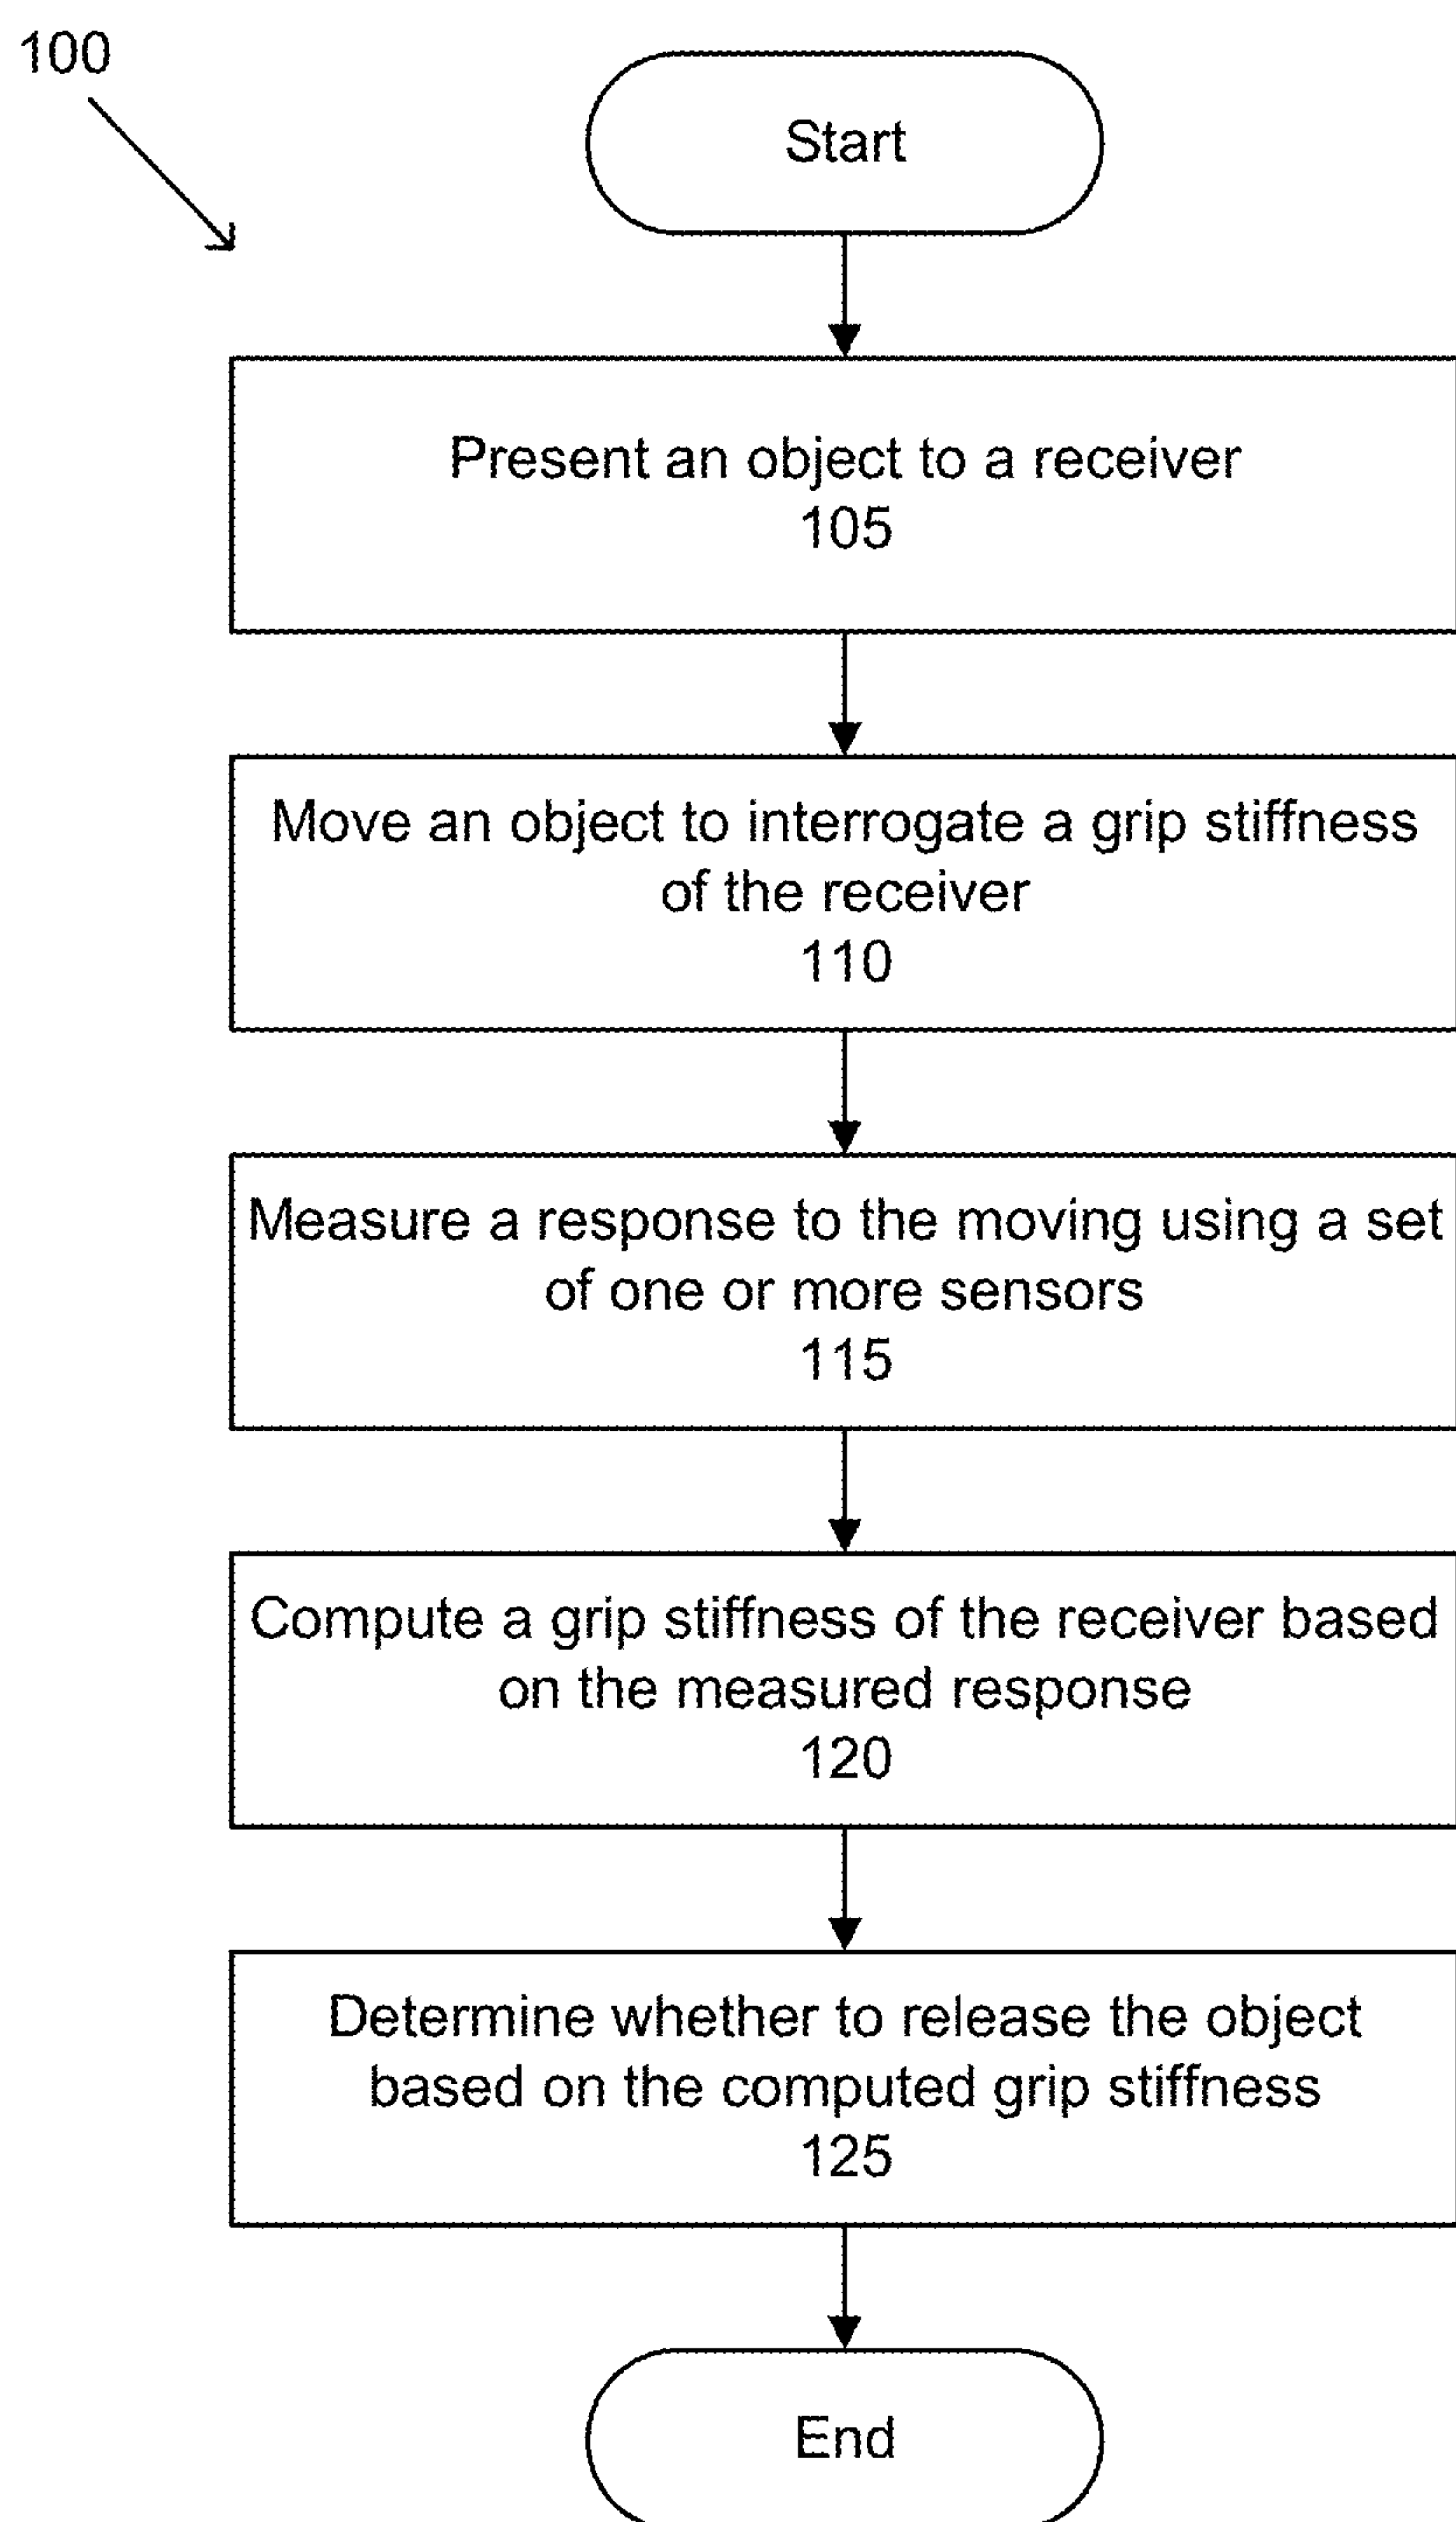 100
Start
Present an object to a receiver
105
Move an object to interrogate a grip stiffness
of the receiver
110
Measure a response to the moving using a set
of one or more sensors
115
Compute a grip stiffness of the receiver based
on the measured response
120
Determine whether to release the object
based on the computed grip stiffness
125
End